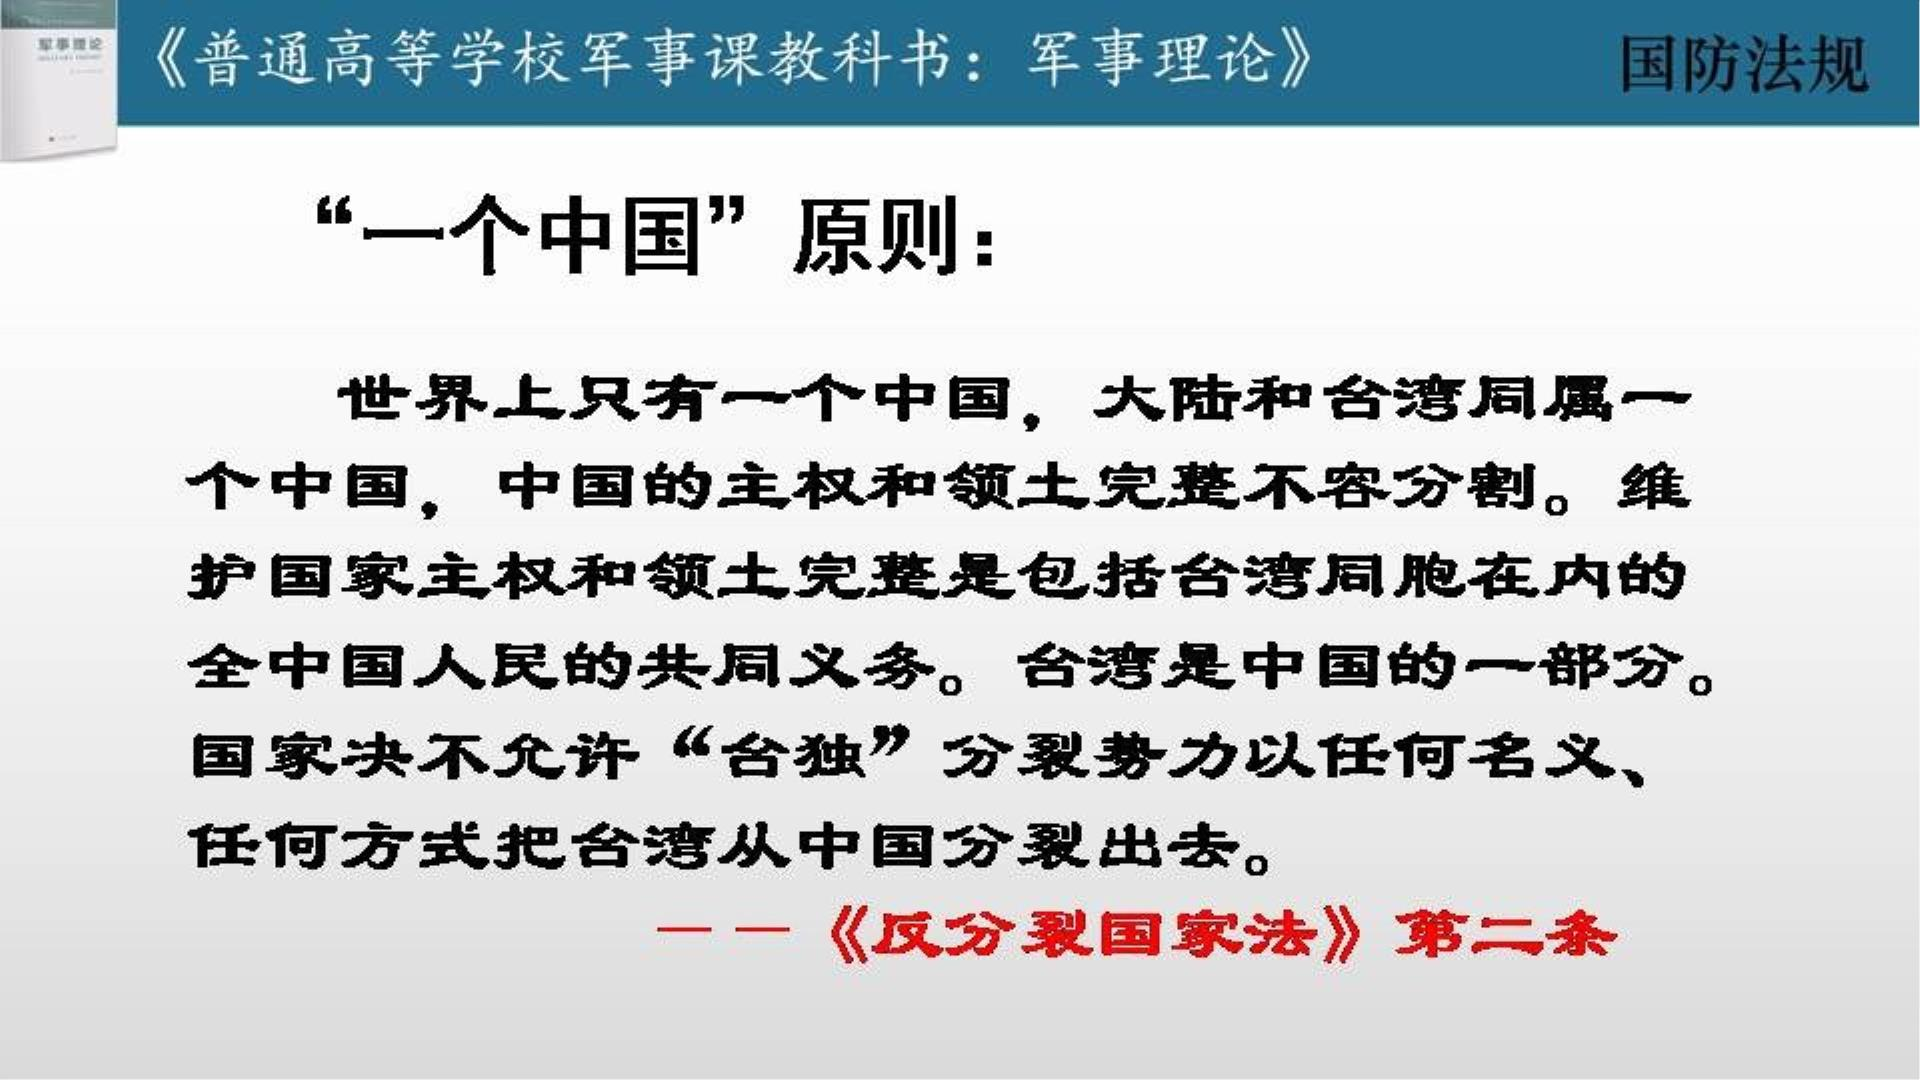 军事理论
《普通高等学校军事课教科书：军事理论》
国防法规
“一个中国”原则：
世界上只有一个中国，大陆和台湾同属一
个中国，中国的主权和领土完整不容分割。维
护国家主权和领土完整是包括台湾同胞在内的
全中国人民的共同义务。台湾是中国的一部分。
国家决不允许“台独”分裂势力以任何名义、
任何方式把台湾从中国分裂出去。
——《反分裂国家法》第二条